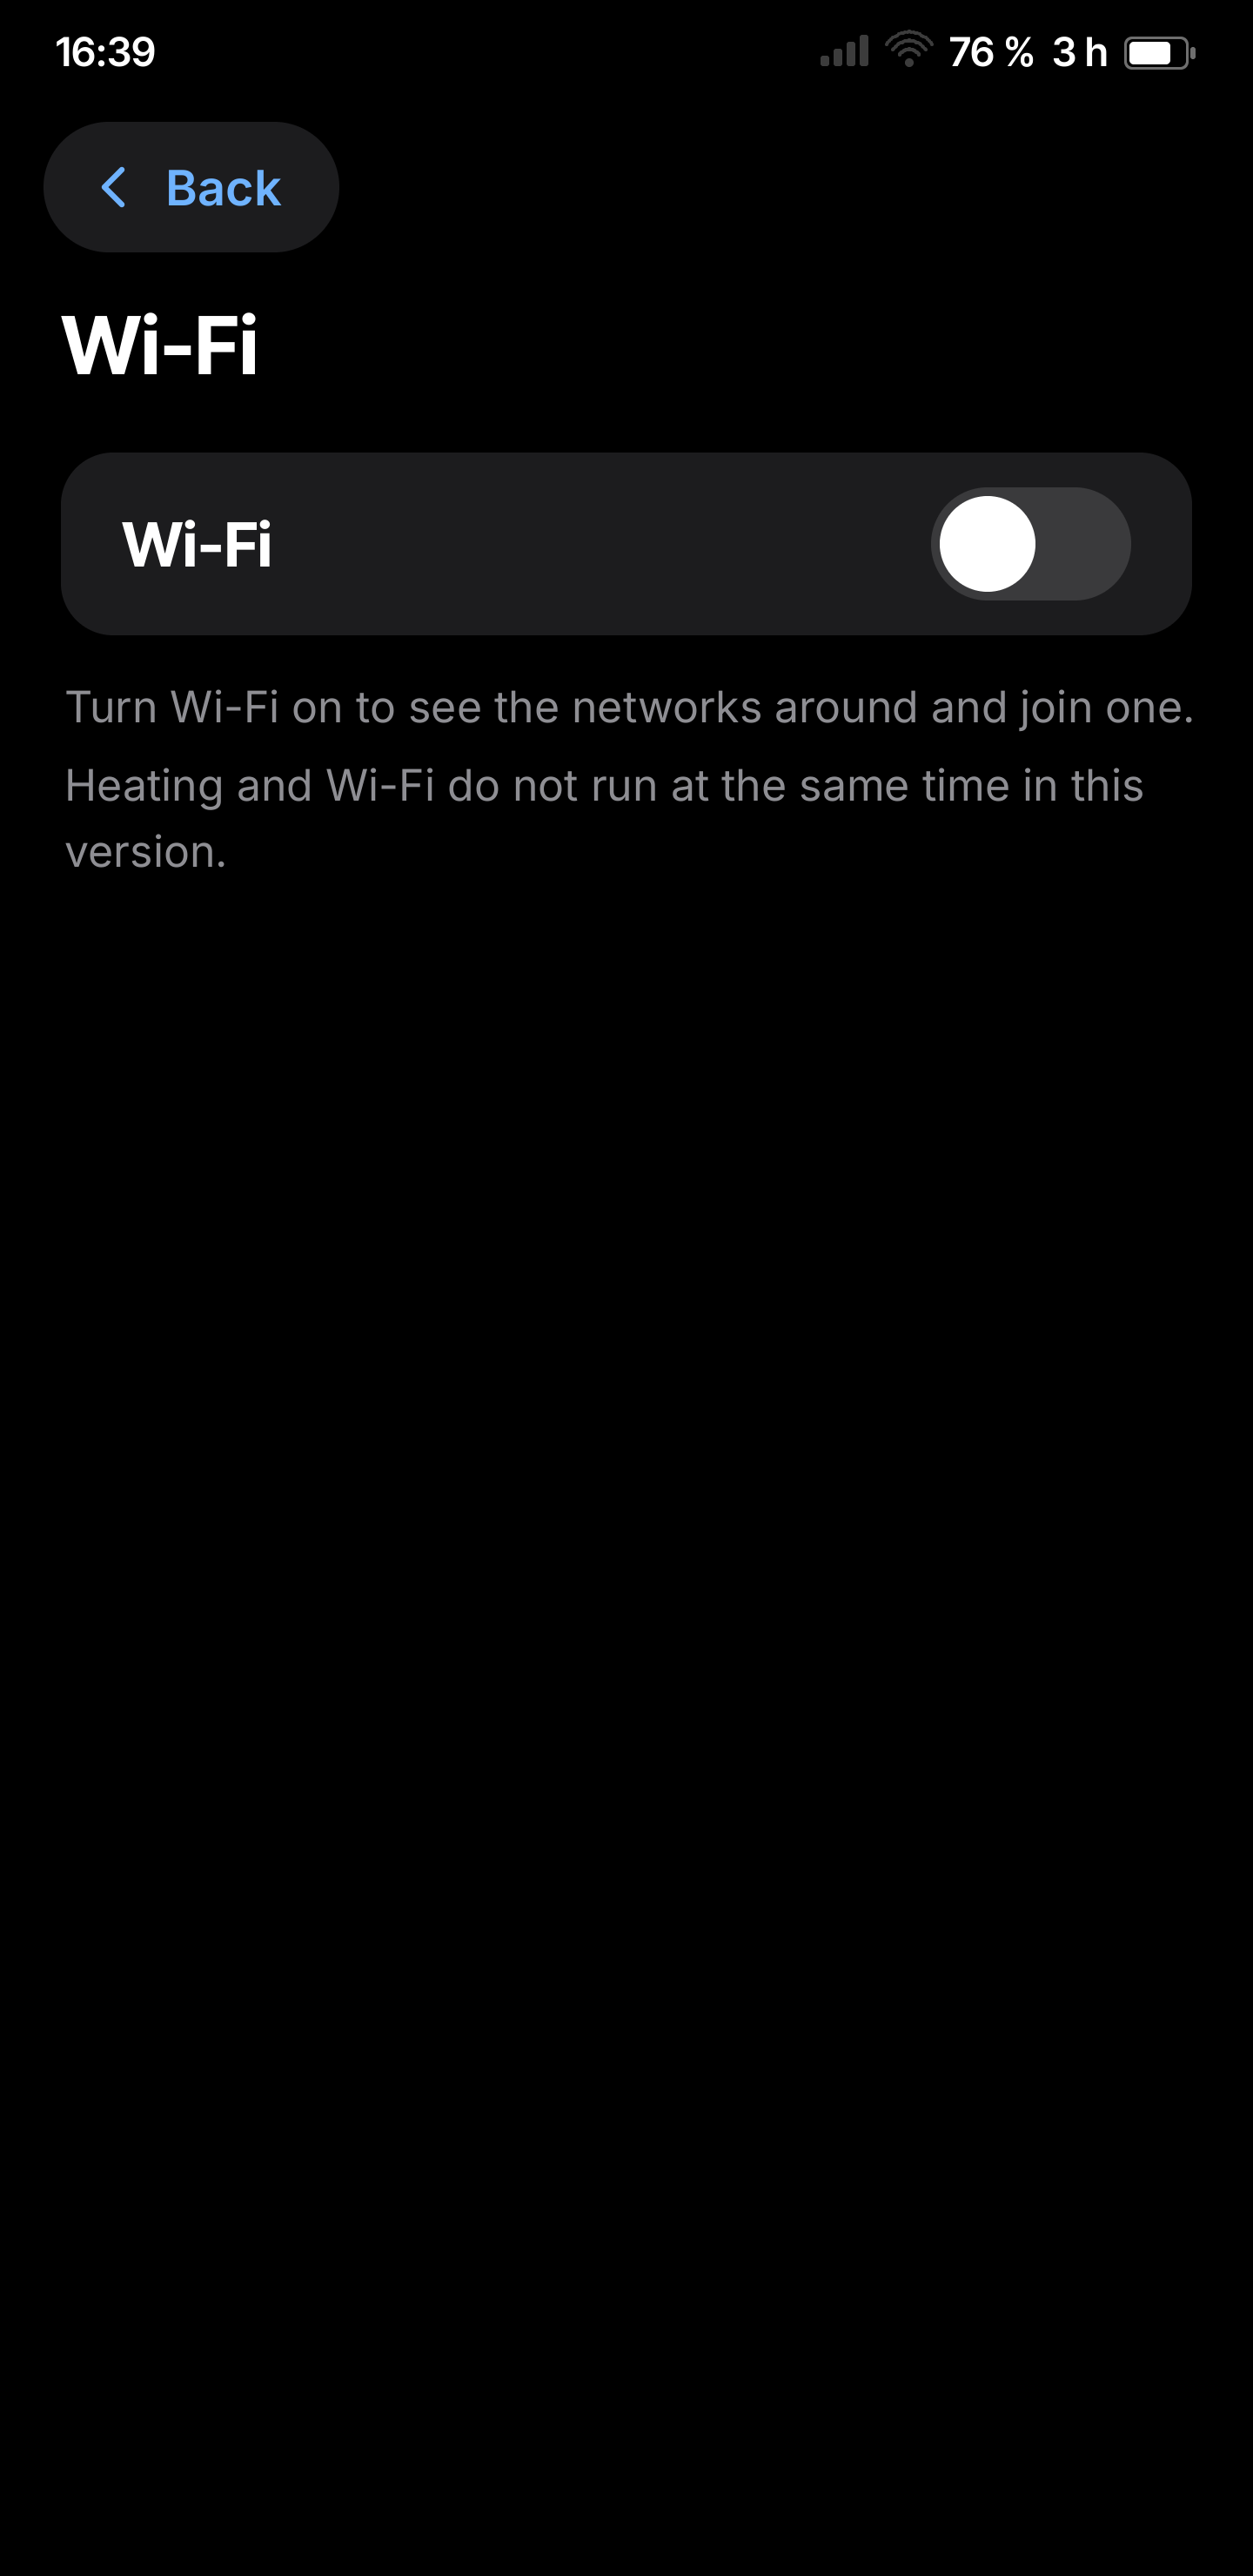 16:39
76 % 3 h
Back
Wi-Fi
Wi-Fi
Turn Wi-Fi on to see the networks around and join one.
Heating and Wi-Fi do not run at the same time in this
version.